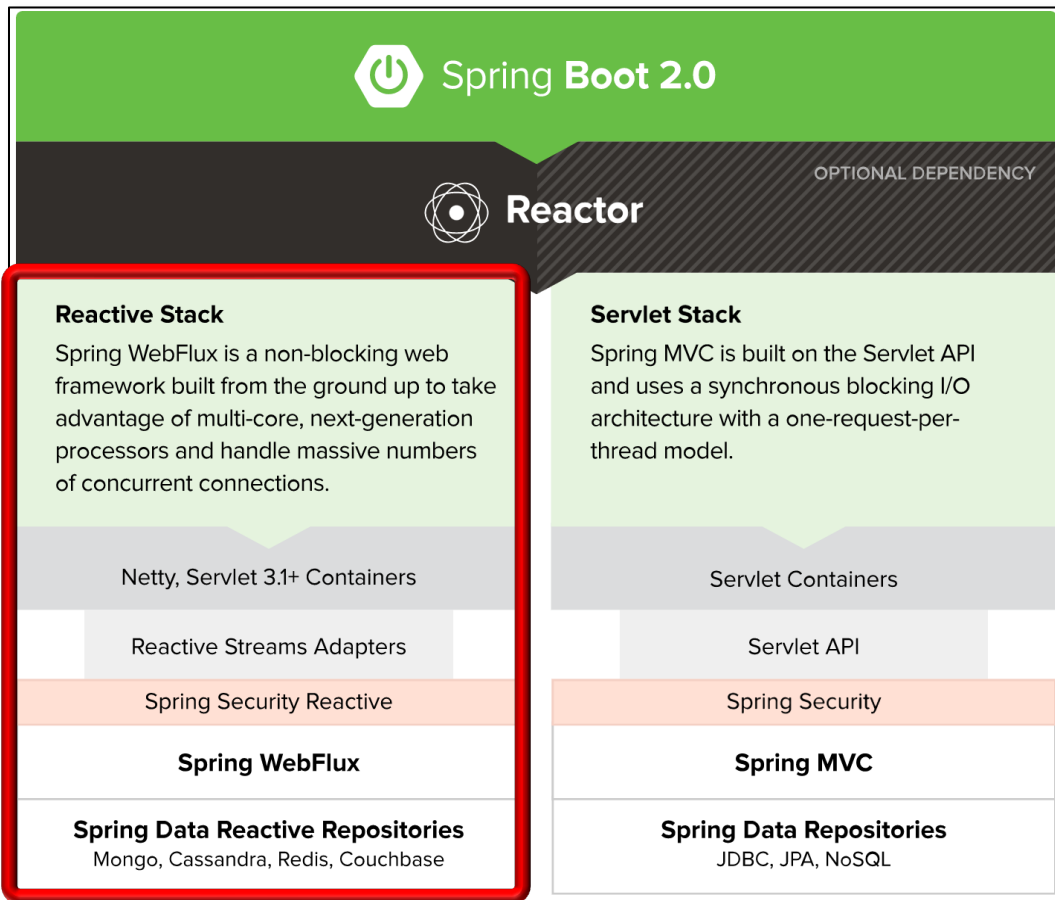 Spring Boot 2.0
OPTIONAL DEPENDENCY
Reactor
Reactive Stack
Spring WebFlux is a non-blocking web
framework built from the ground up to take
advantage of multi-core, next-generation
processors and handle massive numbers
of concurrent connections.
Netty, Servlet 3.1+ Containers
Reactive Streams Adapters
Spring Security Reactive
Spring WebFlux
Spring Data Reactive Repositories
Mongo, Cassandra, Redis, Couchbase
Servlet Stack
Spring MVC is built on the Servlet API
and uses a synchronous blocking I/O
architecture with a one-request-per-
thread model.
Servlet Containers
Servlet API
Spring Security
Spring MVC
Spring Data Repositories
JDBC, JPA, NoSQL